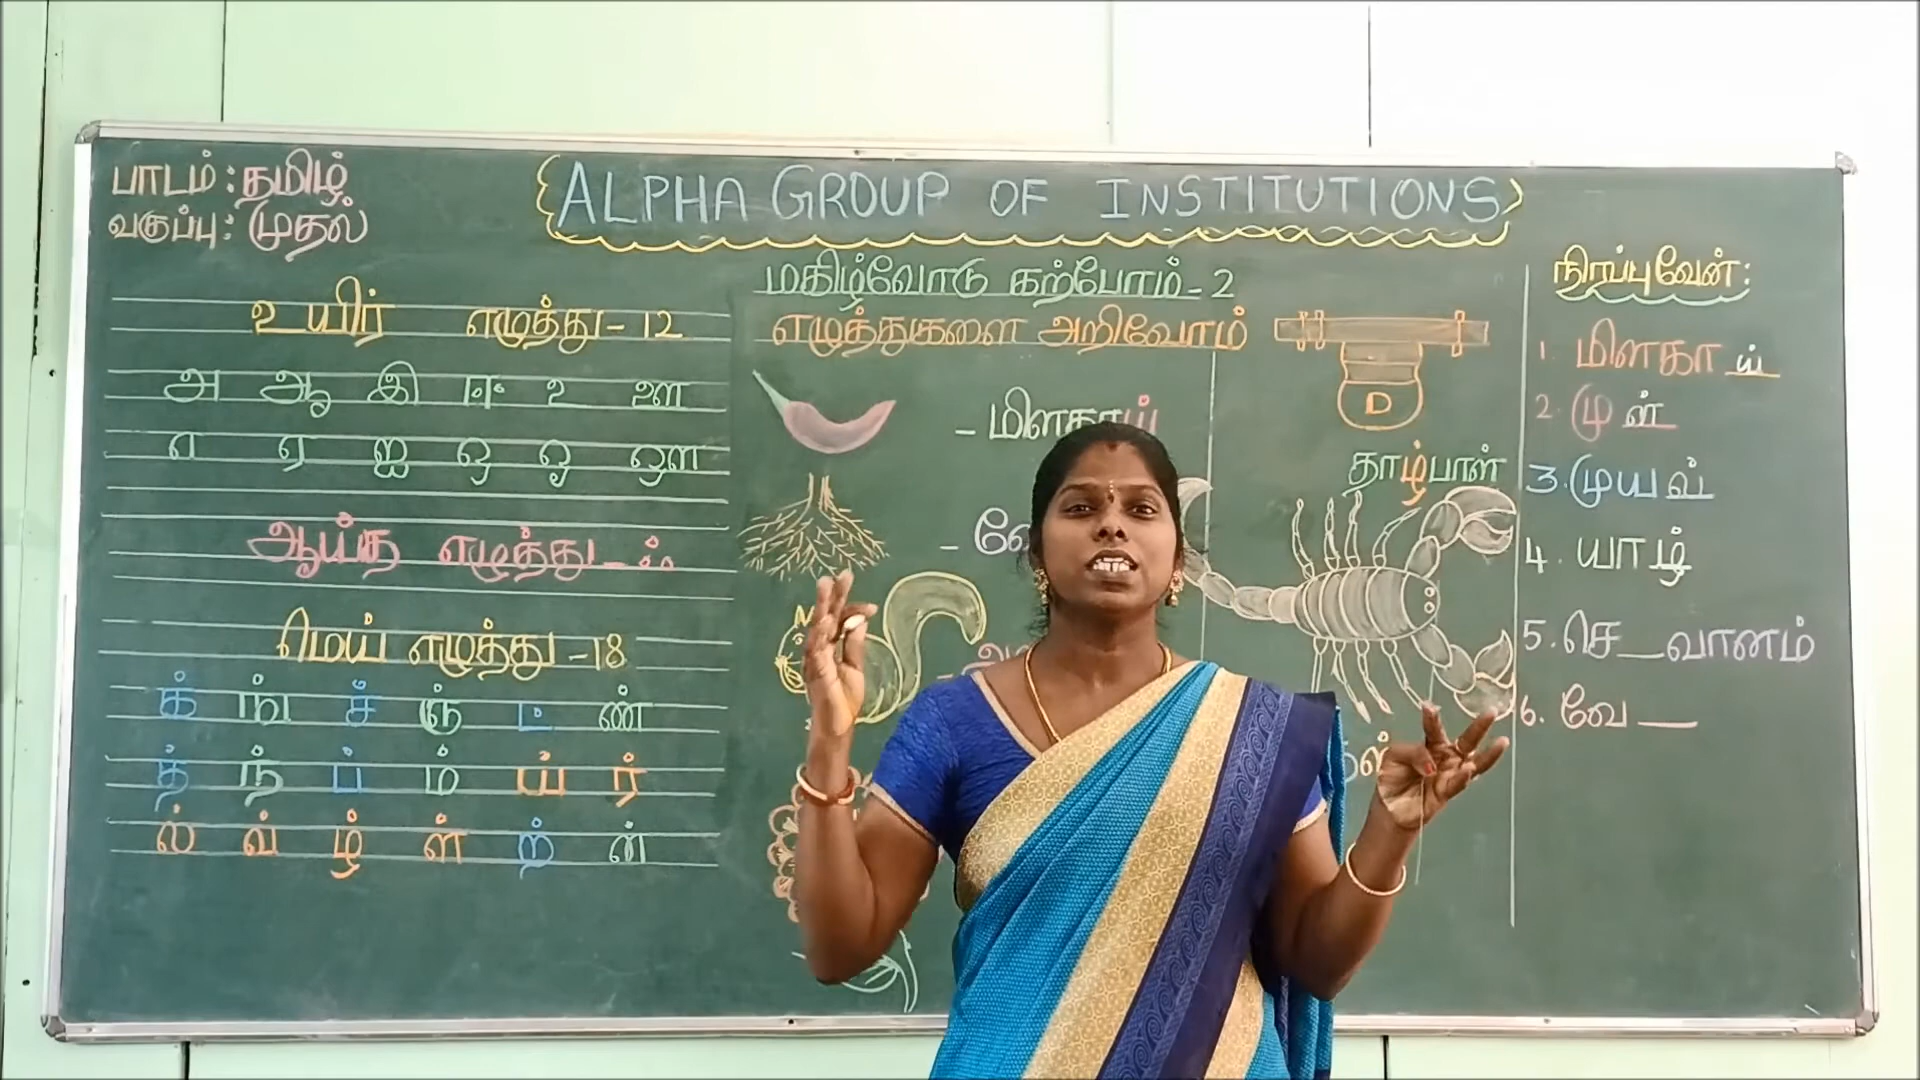 பாடம் : தமிழ்
வகுப்பு : முதல்
ALPHA GROUP OF INSTITUTIONS
உயிர் எழுத்து - 12
அ ஆ இ ஈ உ ஊ
எ ஏ ஐ ஒ ஓ ஔ
ஆய்த எழுத்து - ஃ
மெய் எழுத்து - 18
க் ங் ச் ஞ் ட் ண்
த் ந் ப் ம் ய் ர்
ல் வ் ழ் ள் ற் ன்
மகிழ்வோடு கற்போம் - 2
எழுத்துகளை அறிவோம்
- மிளகாய்
D
தாழ்பாள்
நிரப்புவேன் :
1. மிளகாய்
2. முள்
3. முயல்
4. யாழ்
5. செ__வானம்
6. வே__